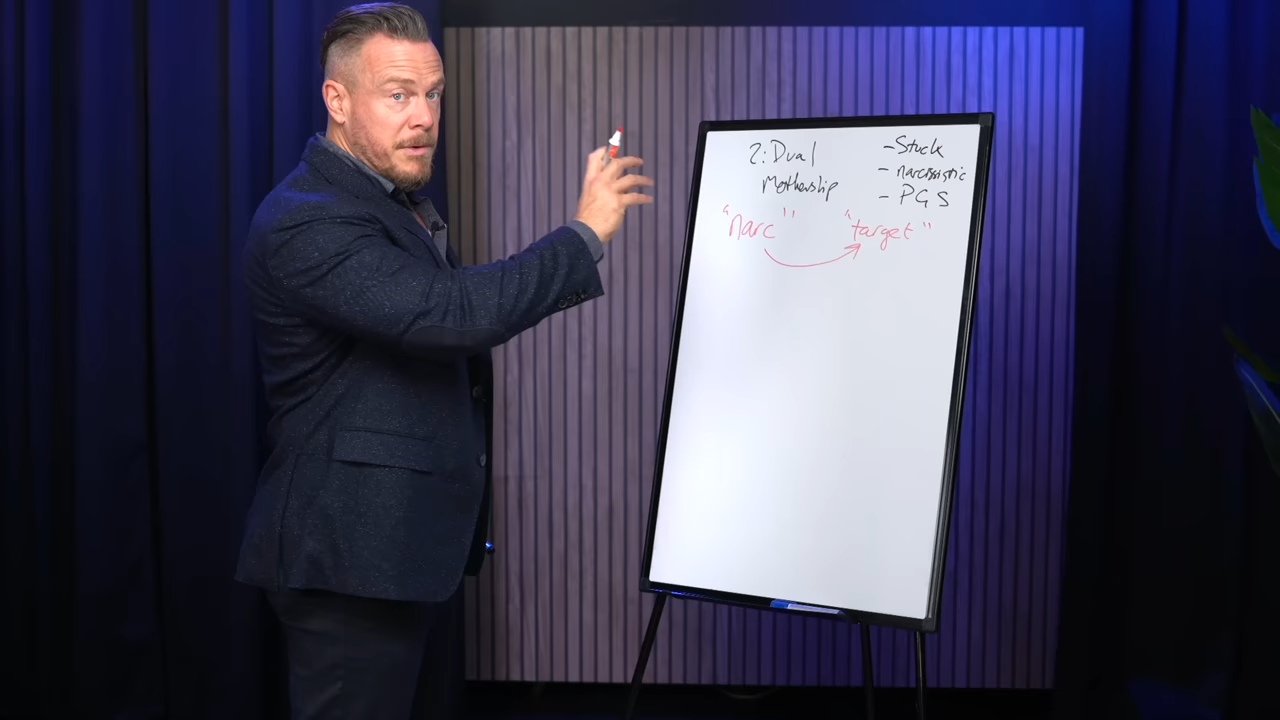 2: Dual
Mothership
- Stuck
- narcissistic
- PGS
"narc"
"target"